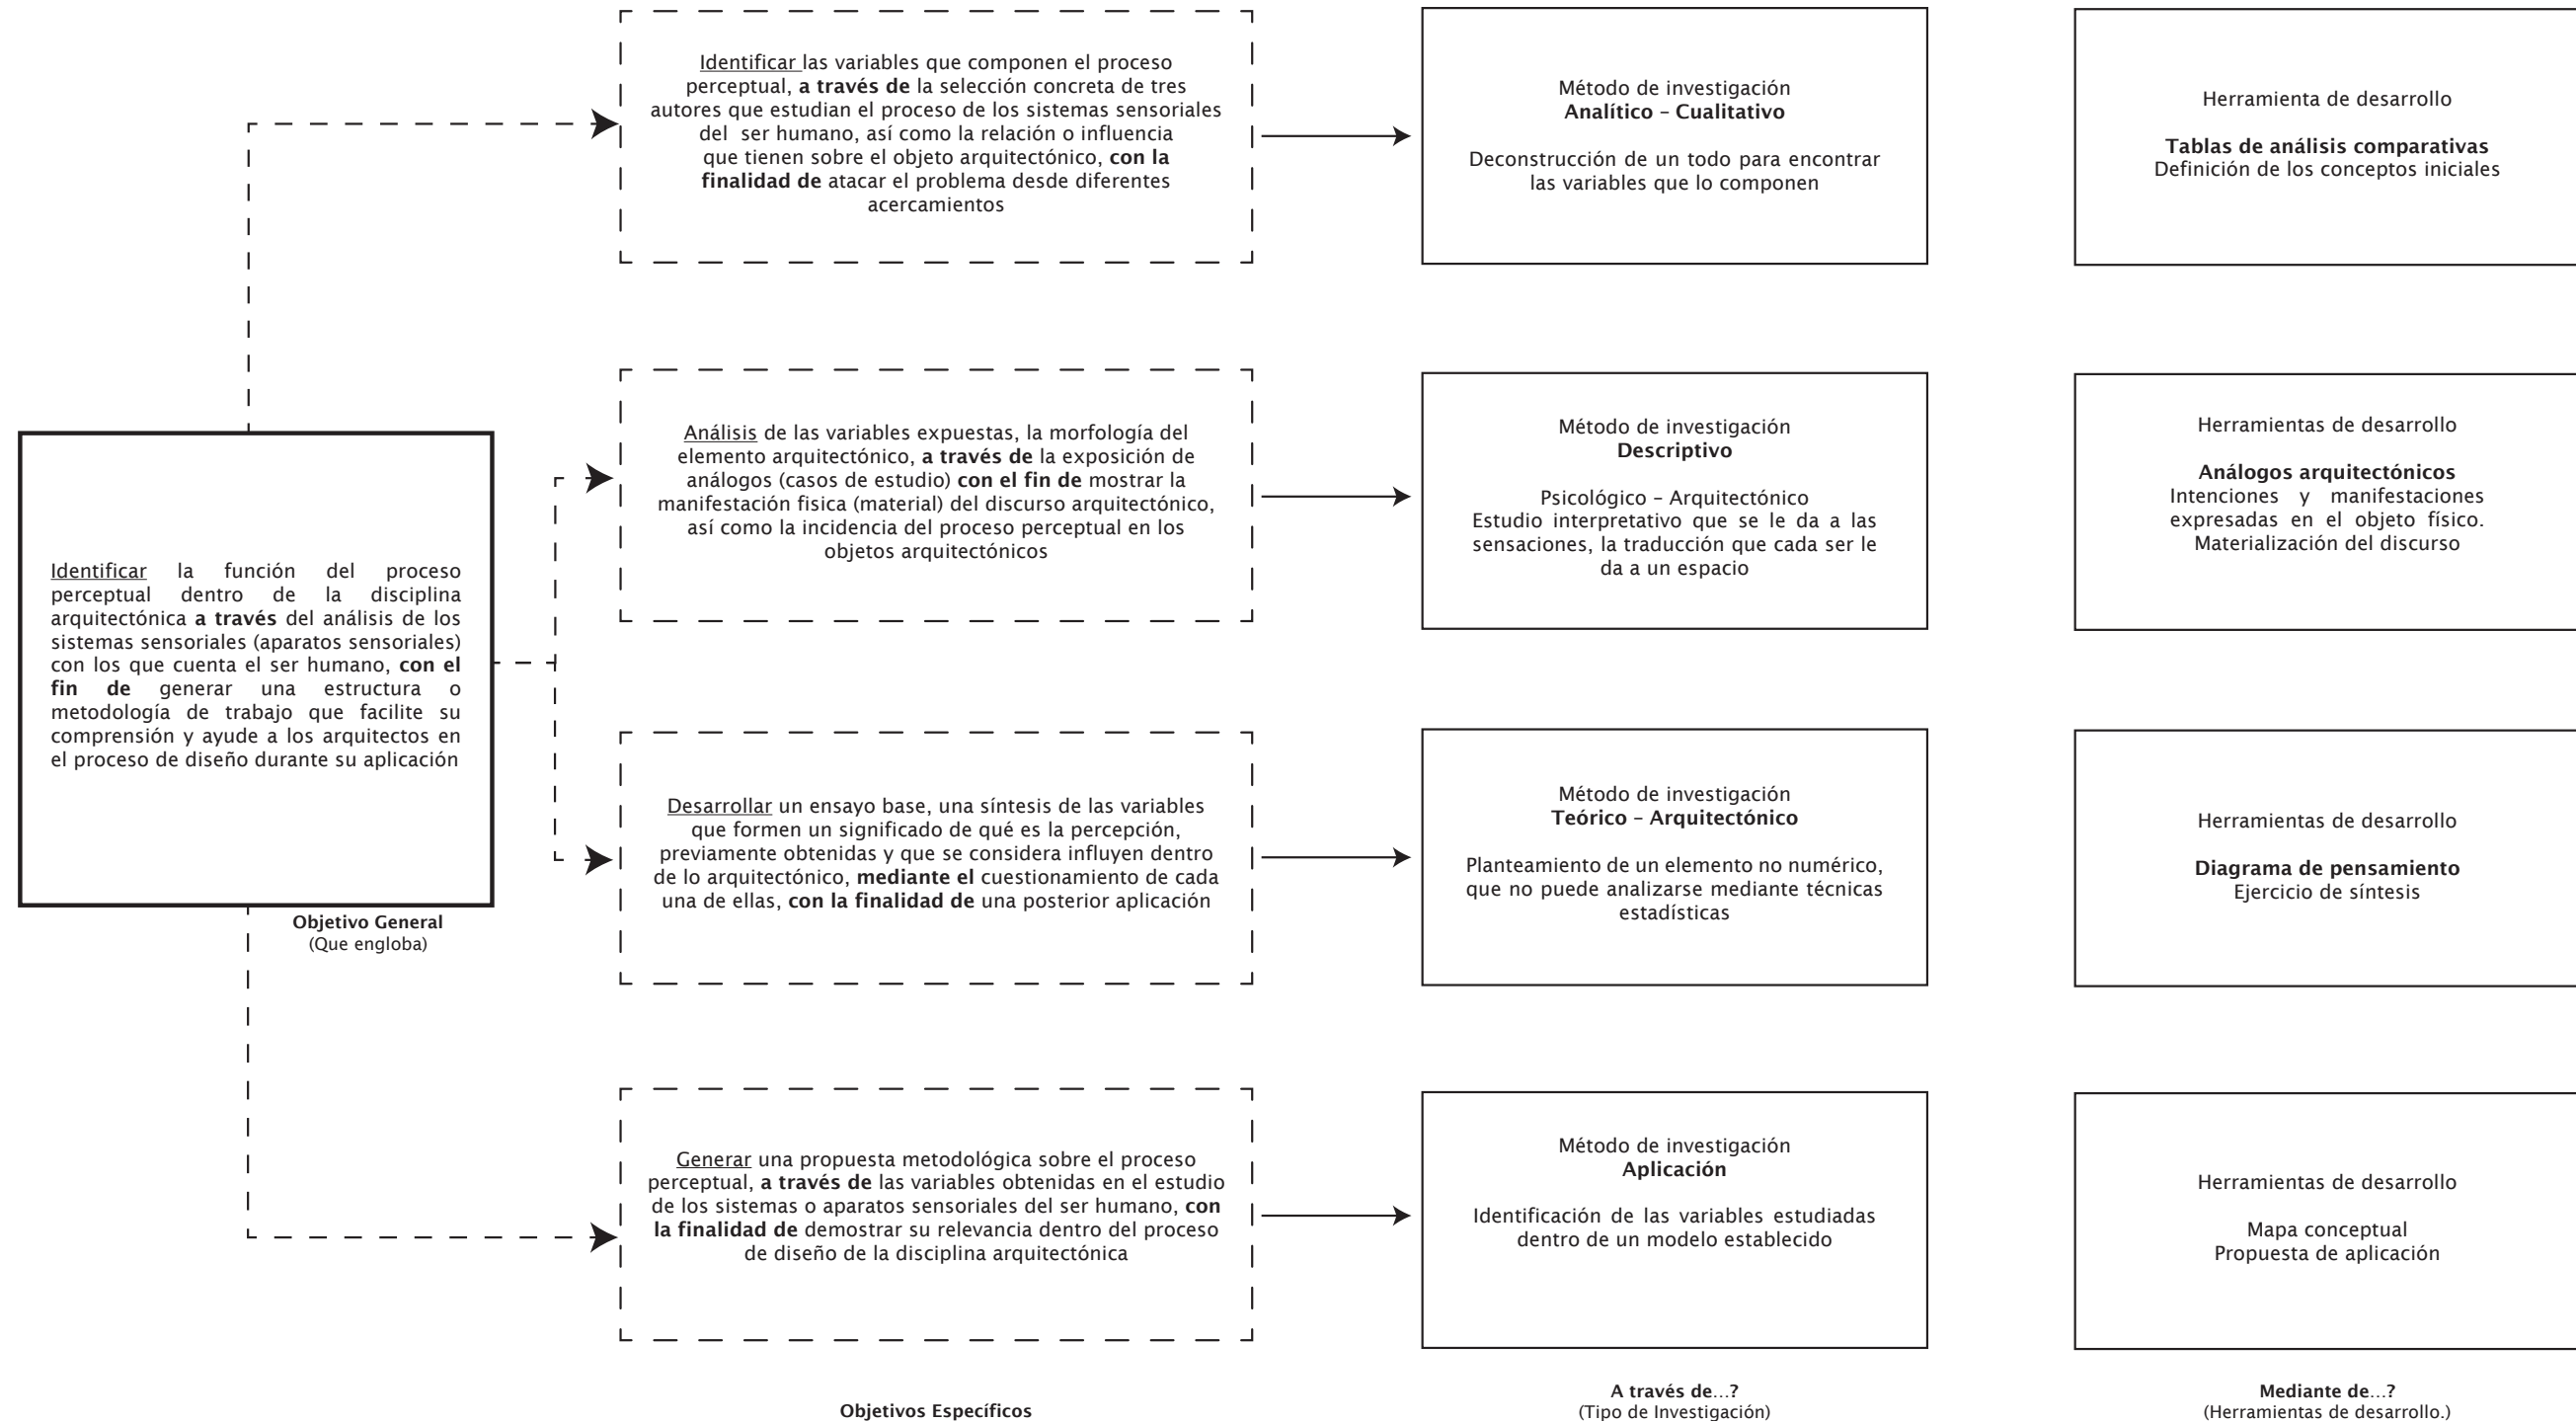 Identificar la función del proceso
perceptual dentro de la disciplina
arquitectónica a través del análisis de los
sistemas sensoriales (aparatos sensoriales)
con los que cuenta el ser humano, con el
fin de generar una estructura o
metodología de trabajo que facilite su
comprensión y ayude a los arquitectos en
el proceso de diseño durante su aplicación
Objetivo General
(Que engloba)
Identificar las variables que componen el proceso
perceptual, a través de la selección concreta de tres
autores que estudian el proceso de los sistemas sensoriales
del ser humano, así como la relación o influencia
que tienen sobre el objeto arquitectónico, con la
finalidad de atacar el problema desde diferentes
acercamientos
Método de investigación
Analítico – Cualitativo
Deconstrucción de un todo para encontrar
las variables que lo componen
Herramienta de desarrollo
Tablas de análisis comparativas
Definición de los conceptos iniciales
Análisis de las variables expuestas, la morfología del
elemento arquitectónico, a través de la exposición de
análogos (casos de estudio) con el fin de mostrar la
manifestación fisica (material) del discurso arquitectónico,
así como la incidencia del proceso perceptual en los
objetos arquitectónicos
Método de investigación
Descriptivo
Psicológico – Arquitectónico
Estudio interpretativo que se le da a las
sensaciones, la traducción que cada ser le
da a un espacio
Herramientas de desarrollo
Análogos arquitectónicos
Intenciones y manifestaciones
expresadas en el objeto físico.
Materialización del discurso
Desarrollar un ensayo base, una síntesis de las variables
que formen un significado de qué es la percepción,
previamente obtenidas y que se considera influyen dentro
de lo arquitectónico, mediante el cuestionamiento de cada
una de ellas, con la finalidad de una posterior aplicación
Método de investigación
Teórico – Arquitectónico
Planteamiento de un elemento no numérico,
que no puede analizarse mediante técnicas
estadísticas
Herramientas de desarrollo
Diagrama de pensamiento
Ejercicio de síntesis
Generar una propuesta metodológica sobre el proceso
perceptual, a través de las variables obtenidas en el estudio
de los sistemas o aparatos sensoriales del ser humano, con
la finalidad de demostrar su relevancia dentro del proceso
de diseño de la disciplina arquitectónica
Método de investigación
Aplicación
Identificación de las variables estudiadas
dentro de un modelo establecido
Herramientas de desarrollo
Mapa conceptual
Propuesta de aplicación
Objetivos Específicos
A través de...?
(Tipo de Investigación)
Mediante de...?
(Herramientas de desarrollo.)